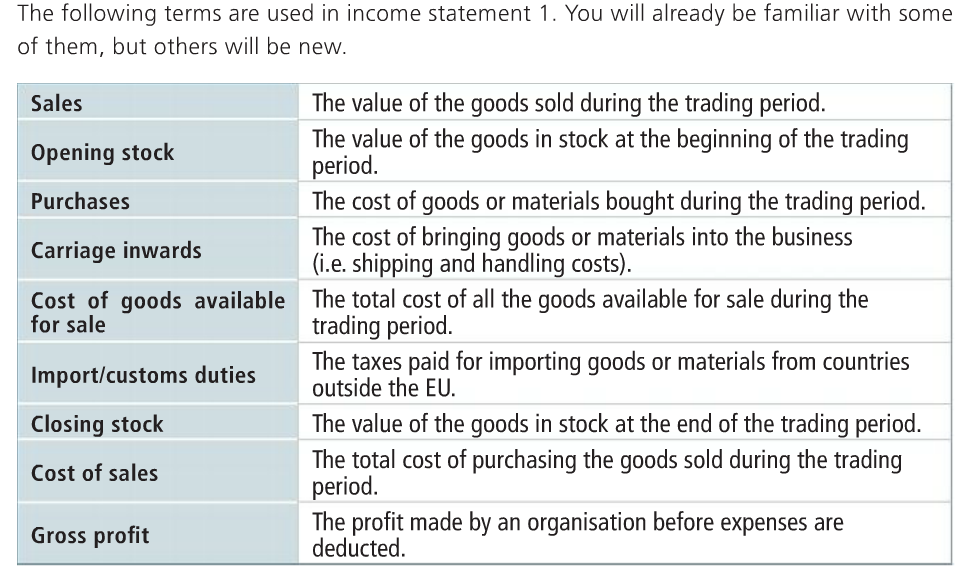 The following terms are used in income statement 1. You will already be familiar with some
of them, but others will be new.
Sales
The value of the goods sold during the trading period.
Opening stock
The value of the goods in stock at the beginning of the trading
period.
Purchases
The cost of goods or materials bought during the trading period.
Carriage inwards
The cost of bringing goods or materials into the business
(i.e. shipping and handling costs).
Cost of goods available
for sale
The total cost of all the goods available for sale during the
trading period.
Import/customs duties
The taxes paid for importing goods or materials from countries
outside the EU.
Closing stock
The value of the goods in stock at the end of the trading period.
Cost of sales
The total cost of purchasing the goods sold during the trading
period.
Gross profit
The profit made by an organisation before expenses are
deducted.